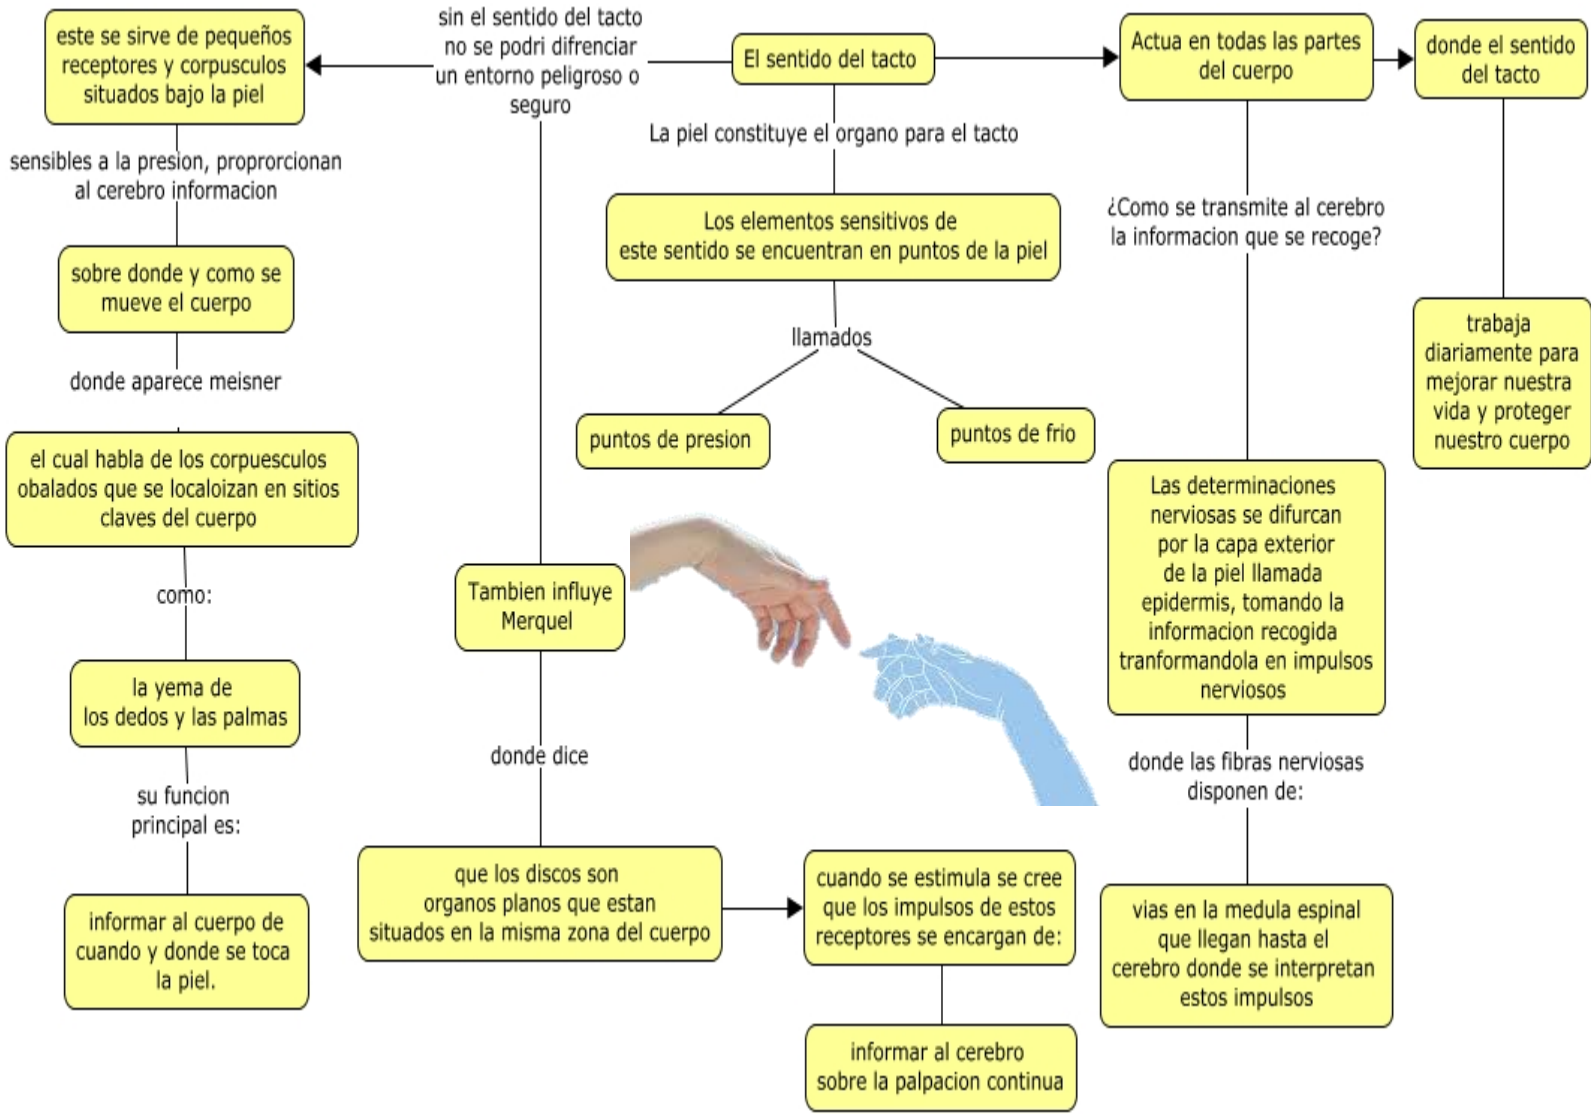 El sentido del tacto
sin el sentido del tacto
no se podri difrenciar
un entorno peligroso o
seguro
este se sirve de pequeños
receptores y corpusculos
situados bajo la piel
sensibles a la presion, proprorcionan
al cerebro informacion
sobre donde y como se
mueve el cuerpo
donde aparece meisner
el cual habla de los corpuesculos
obalados que se localoizan en sitios
claves del cuerpo
como:
la yema de
los dedos y las palmas
su funcion
principal es:
informar al cuerpo de
cuando y donde se toca
la piel.
Tambien influye
Merquel
donde dice
que los discos son
organos planos que estan
situados en la misma zona del cuerpo
cuando se estimula se cree
que los impulsos de estos
receptores se encargan de:
informar al cerebro
sobre la palpacion continua
La piel constituye el organo para el tacto
Los elementos sensitivos de
este sentido se encuentran en puntos de la piel
llamados
puntos de presion
puntos de frio
Actua en todas las partes
del cuerpo
¿Como se transmite al cerebro
la informacion que se recoge?
Las determinaciones
nerviosas se difurcan
por la capa exterior
de la piel llamada
epidermis, tomando la
informacion recogida
tranformandola en impulsos
nerviosos
donde las fibras nerviosas
disponen de:
vias en la medula espinal
que llegan hasta el
cerebro donde se interpretan
estos impulsos
donde el sentido
del tacto
trabaja
diariamente para
mejorar nuestra
vida y proteger
nuestro cuerpo